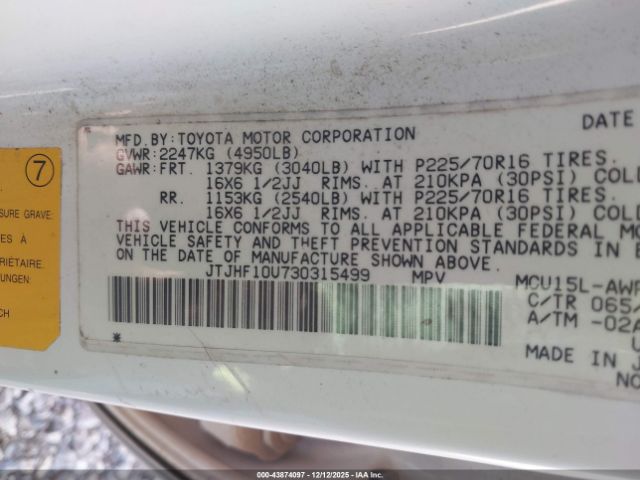 DATE
MFD.BY:TOYOTA MOTOR CORPORATION
GVWR:2247KG (4950LB)
GAWR:FRT. 1379KG (3040LB) WITH P225/70R16 TIRES.
16X6 1/2JJ RIMS. AT 210KPA (30PSI) COLD
RR. 1153KG (2540LB) WITH P225/70R16 TIRES.
16X6 1/2JJ RIMS. AT 210KPA (30PSI) COLD
THIS VEHICLE CONFORMS TO ALL APPLICABLE FEDERAL MO
VEHICLE SAFETY AND THEFT PREVENTION STANDARDS IN E
ON THE DATE OF MANUFACTURE SHOWN ABOVE.
JTJHF10U730315499 MPV
MCU15L-AWP
C/TR 065/
A/TM -02A
MADE IN J
NO
*
7
SURE GRAVE:
S À
RIÉTAIRE.
UNGEN:
CH
IAA
© IAA - 43874097 | 12/12/2025 - IAAI.COM